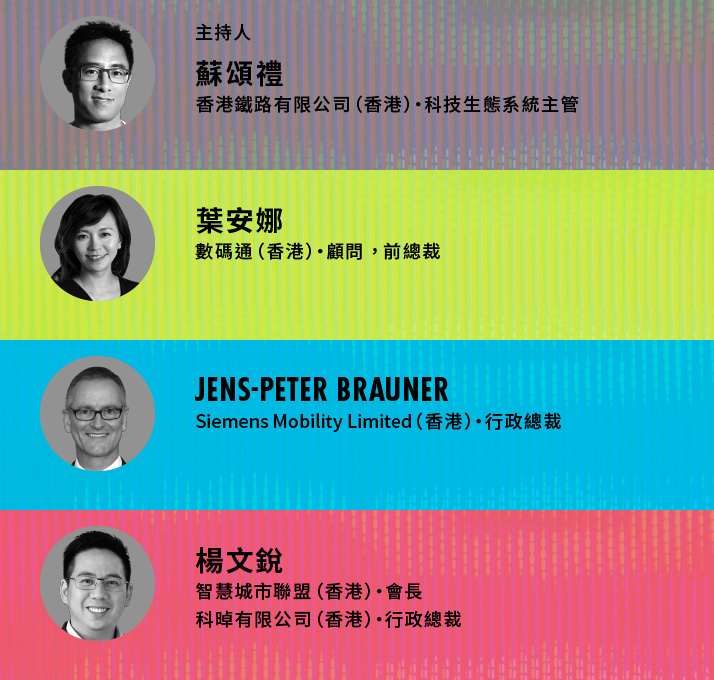 主持人
蘇頌禮
香港鐵路有限公司（香港）・科技生態系統主管
葉安娜
數碼通（香港）・顧問，前總裁
JENS-PETER BRAUNER
Siemens Mobility Limited（香港）・行政總裁
楊文銳
智慧城市聯盟（香港）・會長
科晫有限公司（香港）・行政總裁